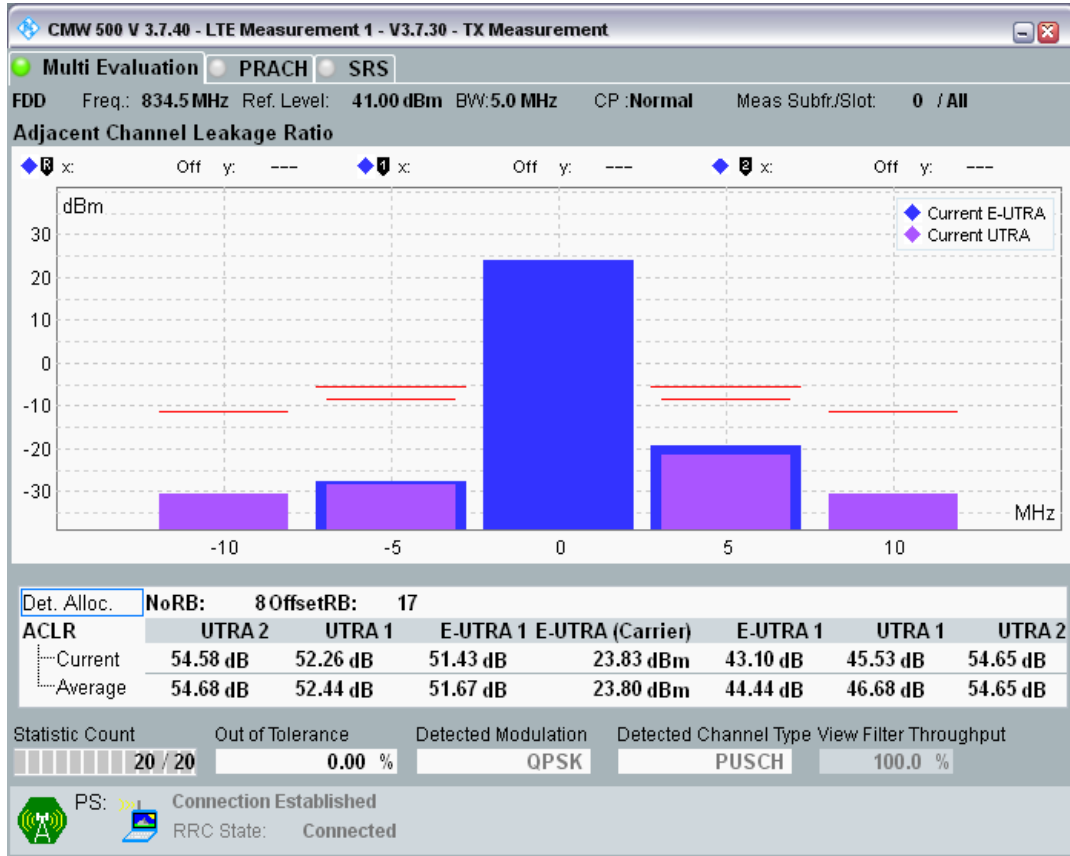 CMW 500 V 3.7.40 - LTE Measurement 1 - V3.7.30 - TX Measurement
Multi Evaluation PRACH SRS
FDD Freq.: 834.5 MHz Ref. Level: 41.00 dBm BW:5.0 MHz CP :Normal Meas Subfr./Slot: 0 / All
Adjacent Channel Leakage Ratio
R x: Off y: --- 1 x: Off y: --- 2 x: Off y: ---
dBm
Current E-UTRA
Current UTRA
30
20
10
0
-10
-20
-30
MHz
-10 -5 0 5 10
Det. Alloc. NoRB: 8 OffsetRB: 17
ACLR UTRA 2 UTRA 1 E-UTRA 1 E-UTRA (Carrier) E-UTRA 1 UTRA 1 UTRA 2
Current 54.58 dB 52.26 dB 51.43 dB 23.83 dBm 43.10 dB 45.53 dB 54.65 dB
Average 54.68 dB 52.44 dB 51.67 dB 23.80 dBm 44.44 dB 46.68 dB 54.65 dB
Statistic Count Out of Tolerance Detected Modulation Detected Channel Type View Filter Throughput
20 / 20 0.00 % QPSK PUSCH 100.0 %
PS: Connection Established
RRC State: Connected